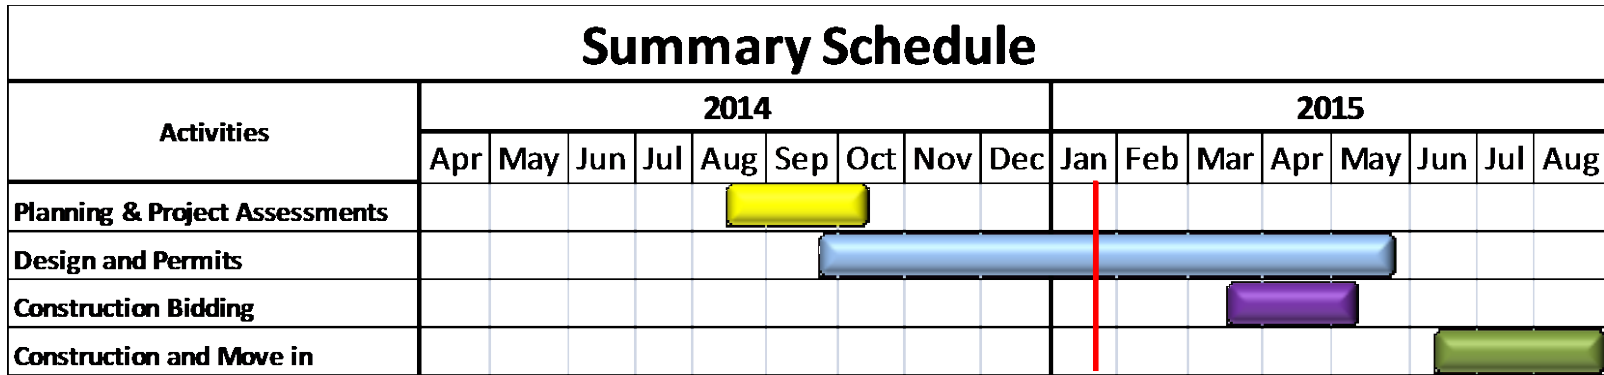 Summary Schedule
Activities
2014
2015
Apr May Jun Jul Aug Sep Oct Nov Dec Jan Feb Mar Apr May Jun Jul Aug
Planning & Project Assessments
Design and Permits
Construction Bidding
Construction and Move in